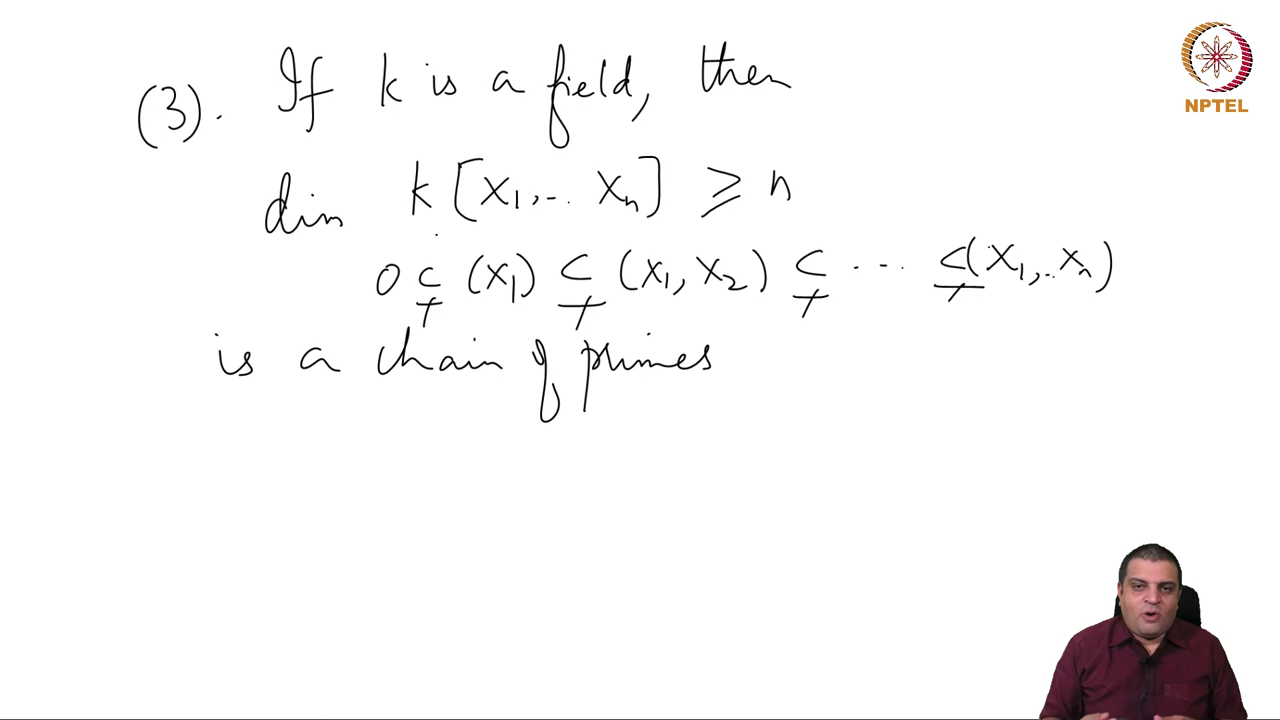 (3). If k is a field, then
dim k[X₁,.. Xₙ] ≥ n
0 ⊊ (X₁) ⊊ (X₁, X₂) ⊊ ... ⊊ (X₁,.. Xₙ)
is a chain of primes
NPTEL